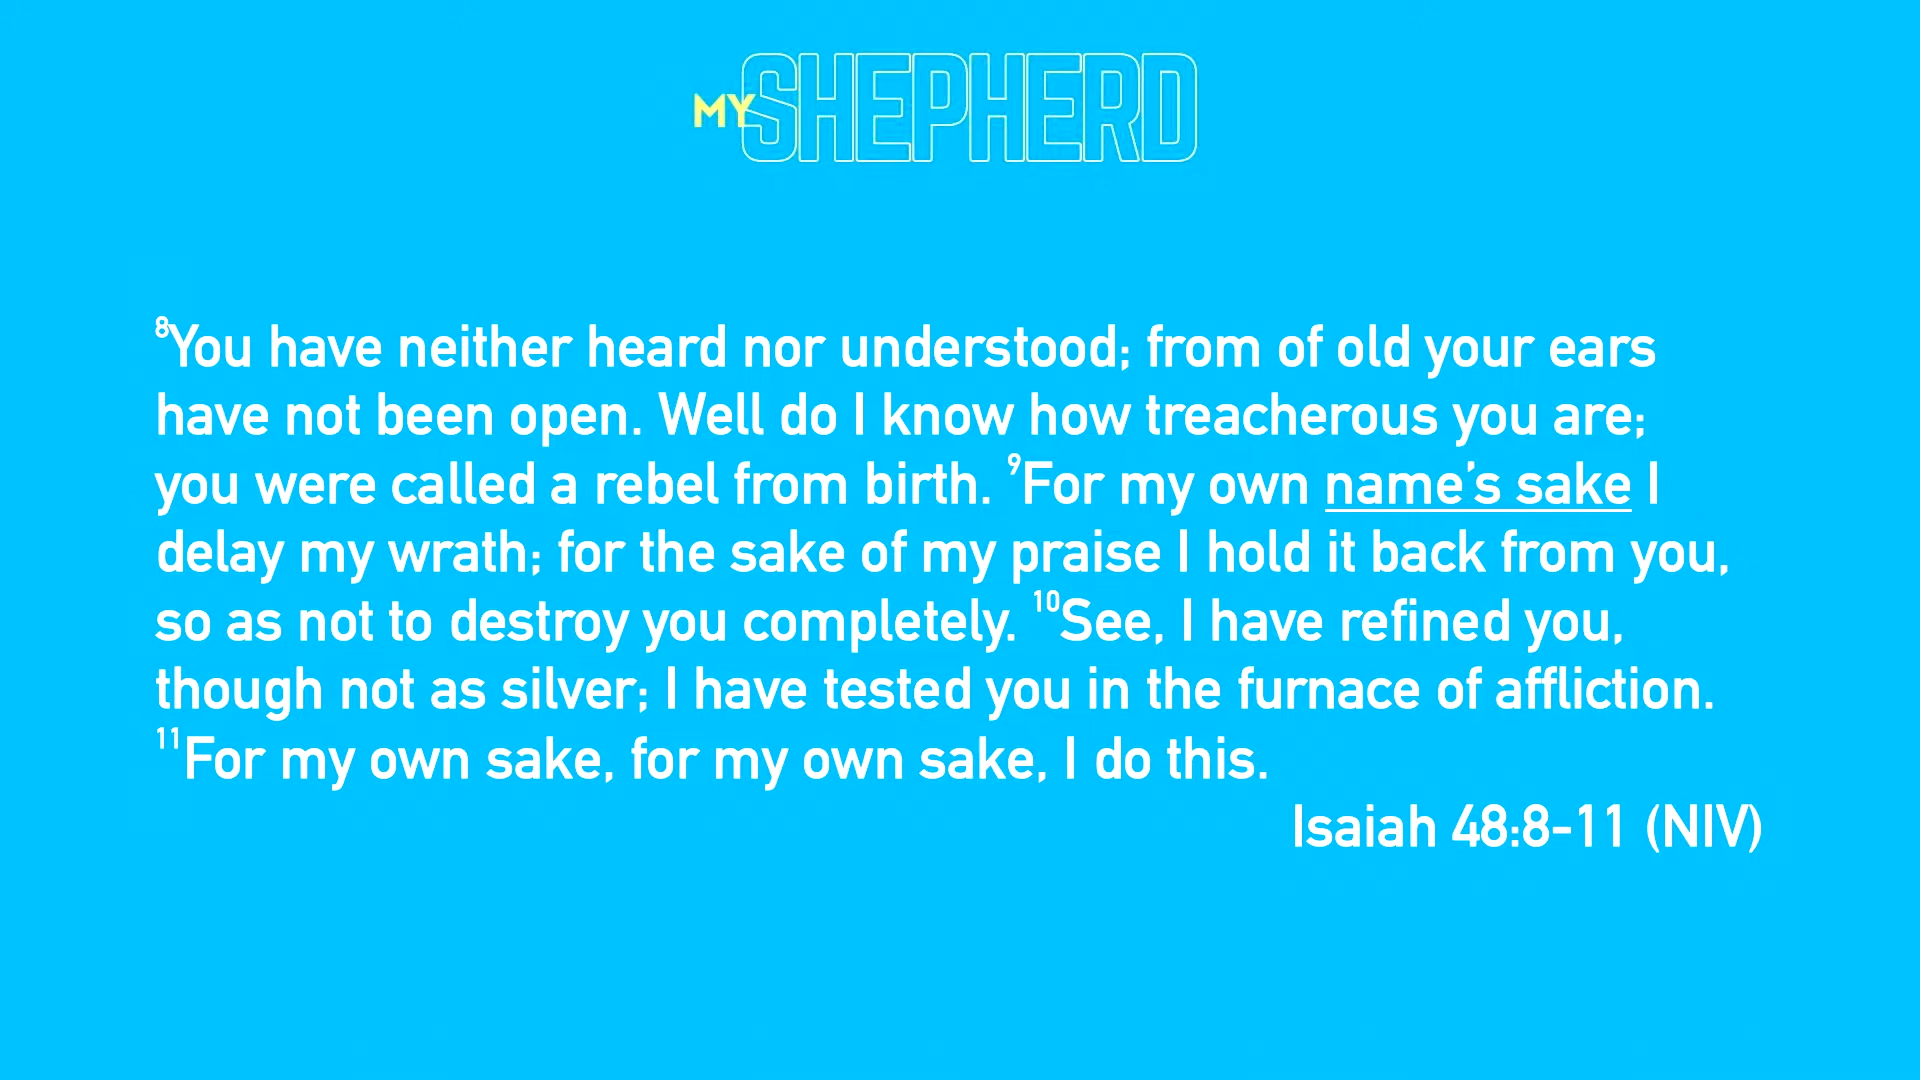 MY SHEPHERD
⁸You have neither heard nor understood; from of old your ears
have not been open. Well do I know how treacherous you are;
you were called a rebel from birth. ⁹For my own name’s sake I
delay my wrath; for the sake of my praise I hold it back from you,
so as not to destroy you completely. ¹⁰See, I have refined you,
though not as silver; I have tested you in the furnace of affliction.
¹¹For my own sake, for my own sake, I do this.
Isaiah 48:8-11 (NIV)